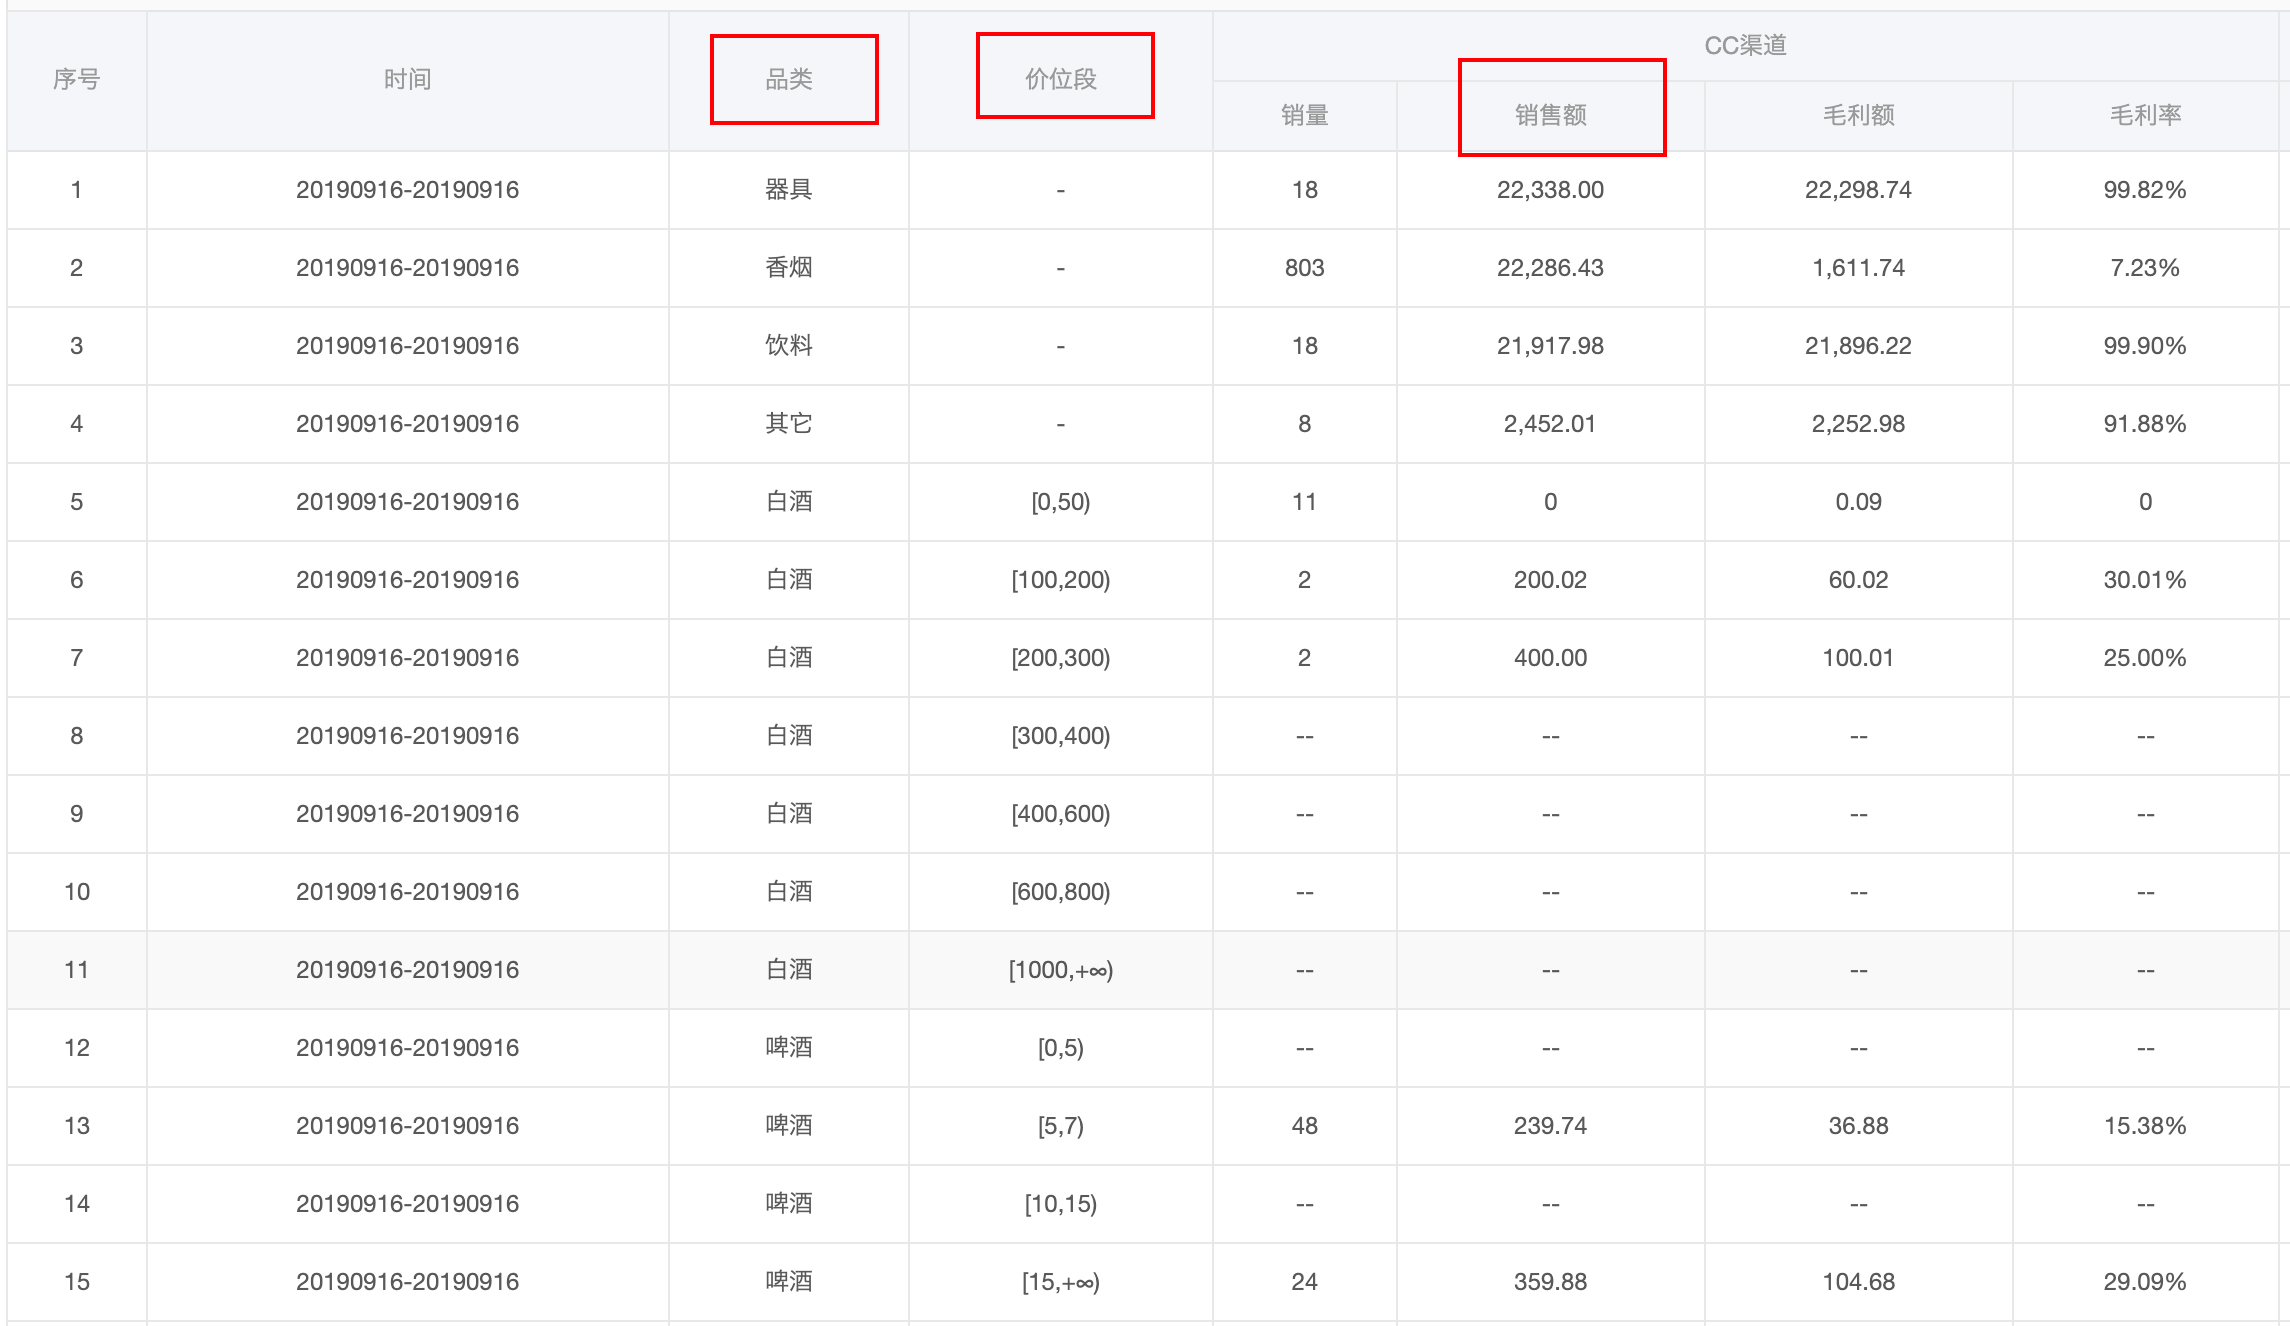 序号 时间 品类 价位段 CC渠道
销量 销售额 毛利额 毛利率
1 20190916-20190916 器具 - 18 22,338.00 22,298.74 99.82%
2 20190916-20190916 香烟 - 803 22,286.43 1,611.74 7.23%
3 20190916-20190916 饮料 - 18 21,917.98 21,896.22 99.90%
4 20190916-20190916 其它 - 8 2,452.01 2,252.98 91.88%
5 20190916-20190916 白酒 [0,50) 11 0 0.09 0
6 20190916-20190916 白酒 [100,200) 2 200.02 60.02 30.01%
7 20190916-20190916 白酒 [200,300) 2 400.00 100.01 25.00%
8 20190916-20190916 白酒 [300,400) -- -- -- --
9 20190916-20190916 白酒 [400,600) -- -- -- --
10 20190916-20190916 白酒 [600,800) -- -- -- --
11 20190916-20190916 白酒 [1000,+∞) -- -- -- --
12 20190916-20190916 啤酒 [0,5) -- -- -- --
13 20190916-20190916 啤酒 [5,7) 48 239.74 36.88 15.38%
14 20190916-20190916 啤酒 [10,15) -- -- -- --
15 20190916-20190916 啤酒 [15,+∞) 24 359.88 104.68 29.09%